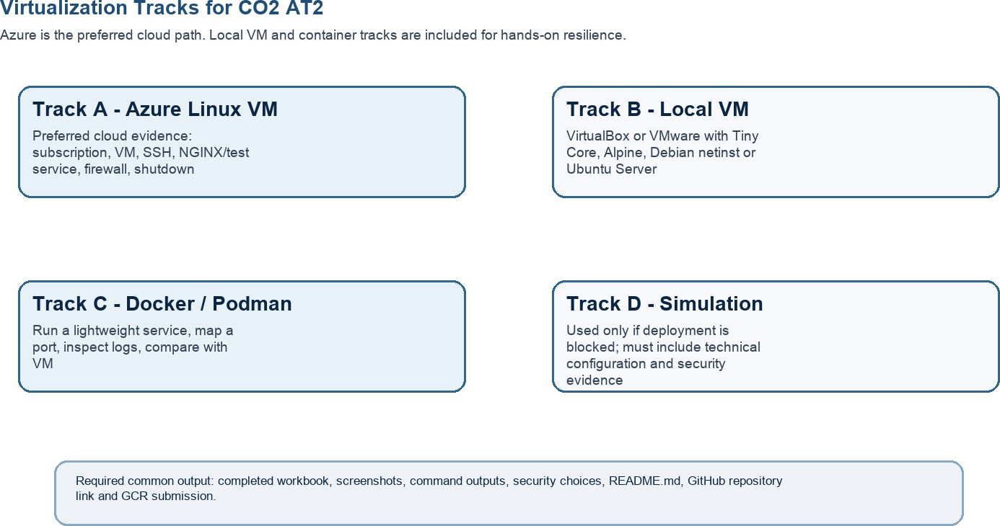 Virtualization Tracks for CO2 AT2
Azure is the preferred cloud path. Local VM and container tracks are included for hands-on resilience.
Track A - Azure Linux VM
Preferred cloud evidence:
subscription, VM, SSH, NGINX/test
service, firewall, shutdown
Track B - Local VM
VirtualBox or VMware with Tiny
Core, Alpine, Debian netinst or
Ubuntu Server
Track C - Docker / Podman
Run a lightweight service, map a
port, inspect logs, compare with
VM
Track D - Simulation
Used only if deployment is
blocked; must include technical
configuration and security
evidence
Required common output: completed workbook, screenshots, command outputs, security choices, README.md, GitHub repository
link and GCR submission.